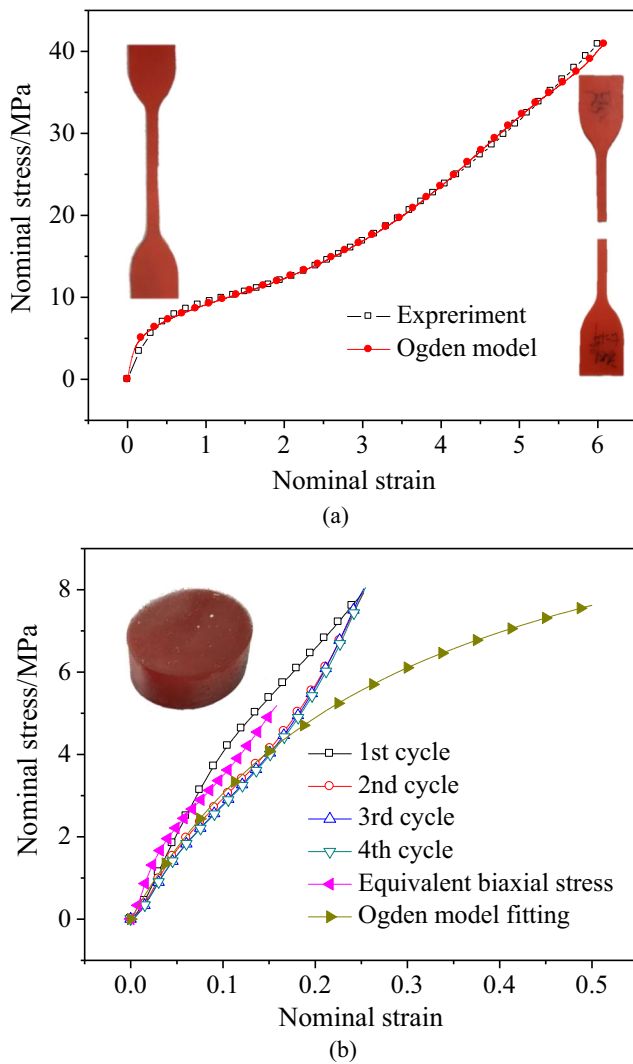 Nominal stress/MPa
40
30
20
10
0
Expreriment
Ogden model
0 1 2 3 4 5 6
Nominal strain
(a)
Nominal stress/MPa
8
6
4
2
0
1st cycle
2nd cycle
3rd cycle
4th cycle
Equivalent biaxial stress
Ogden model fitting
0.0 0.1 0.2 0.3 0.4 0.5
Nominal strain
(b)